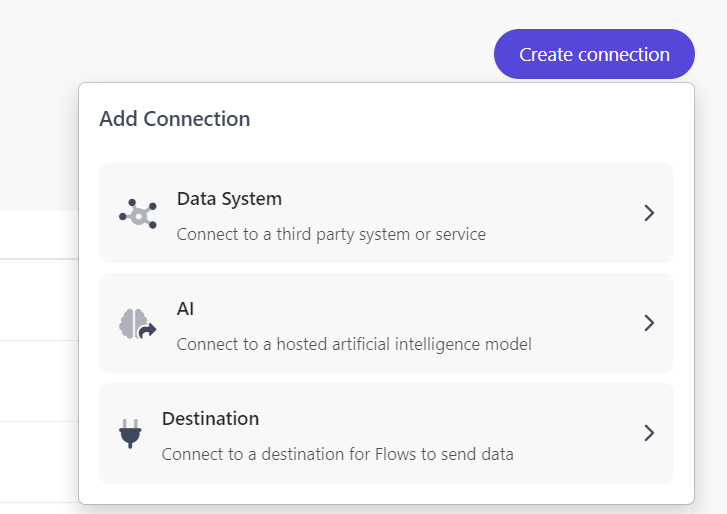 Create connection
Add Connection
Data System
Connect to a third party system or service
AI
Connect to a hosted artificial intelligence model
Destination
Connect to a destination for Flows to send data